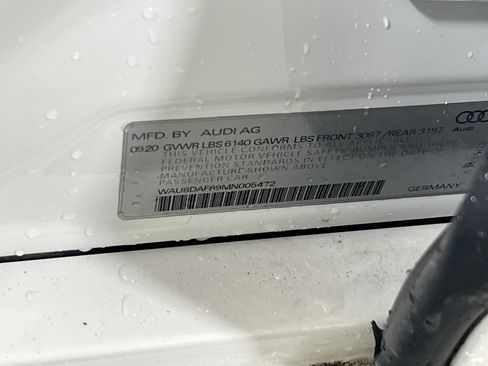 MFD. BY AUDI AG
09.20 GVWR LBS 6140 GAWR LBS FRONT 3097 / REAR 3197
THIS VEHICLE CONFORMS TO ALL APPLICABLE
FEDERAL MOTOR VEHICLE SAFETY BUMPER AND THEFT
PREVENTION STANDARDS IN EFFECT ON THE DATE OF
MANUFACTURE SHOWN ABOVE
PASSENGER CAR
WAU8DAFR9MN005472
GERMANY
Audi